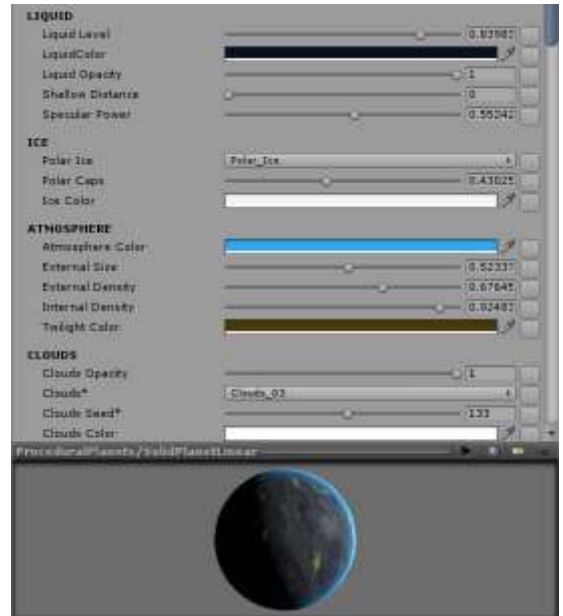 LIQUID
Liquid Level 0.83983
LiquidColor
Liquid Opacity 1
Shallow Distance 0
Specular Power 0.55242
ICE
Polar Ice Polar_Ice
Polar Caps 0.43025
Ice Color
ATMOSPHERE
Atmosphere Color
External Size
External Density 0.67645
Internal Density 0.92483
Twilight Color
CLOUDS
Clouds Opacity 1
Clouds* Clouds_03
Clouds Seed* 133
Clouds Color
ProceduralPlanets/SolidPlanetLinear